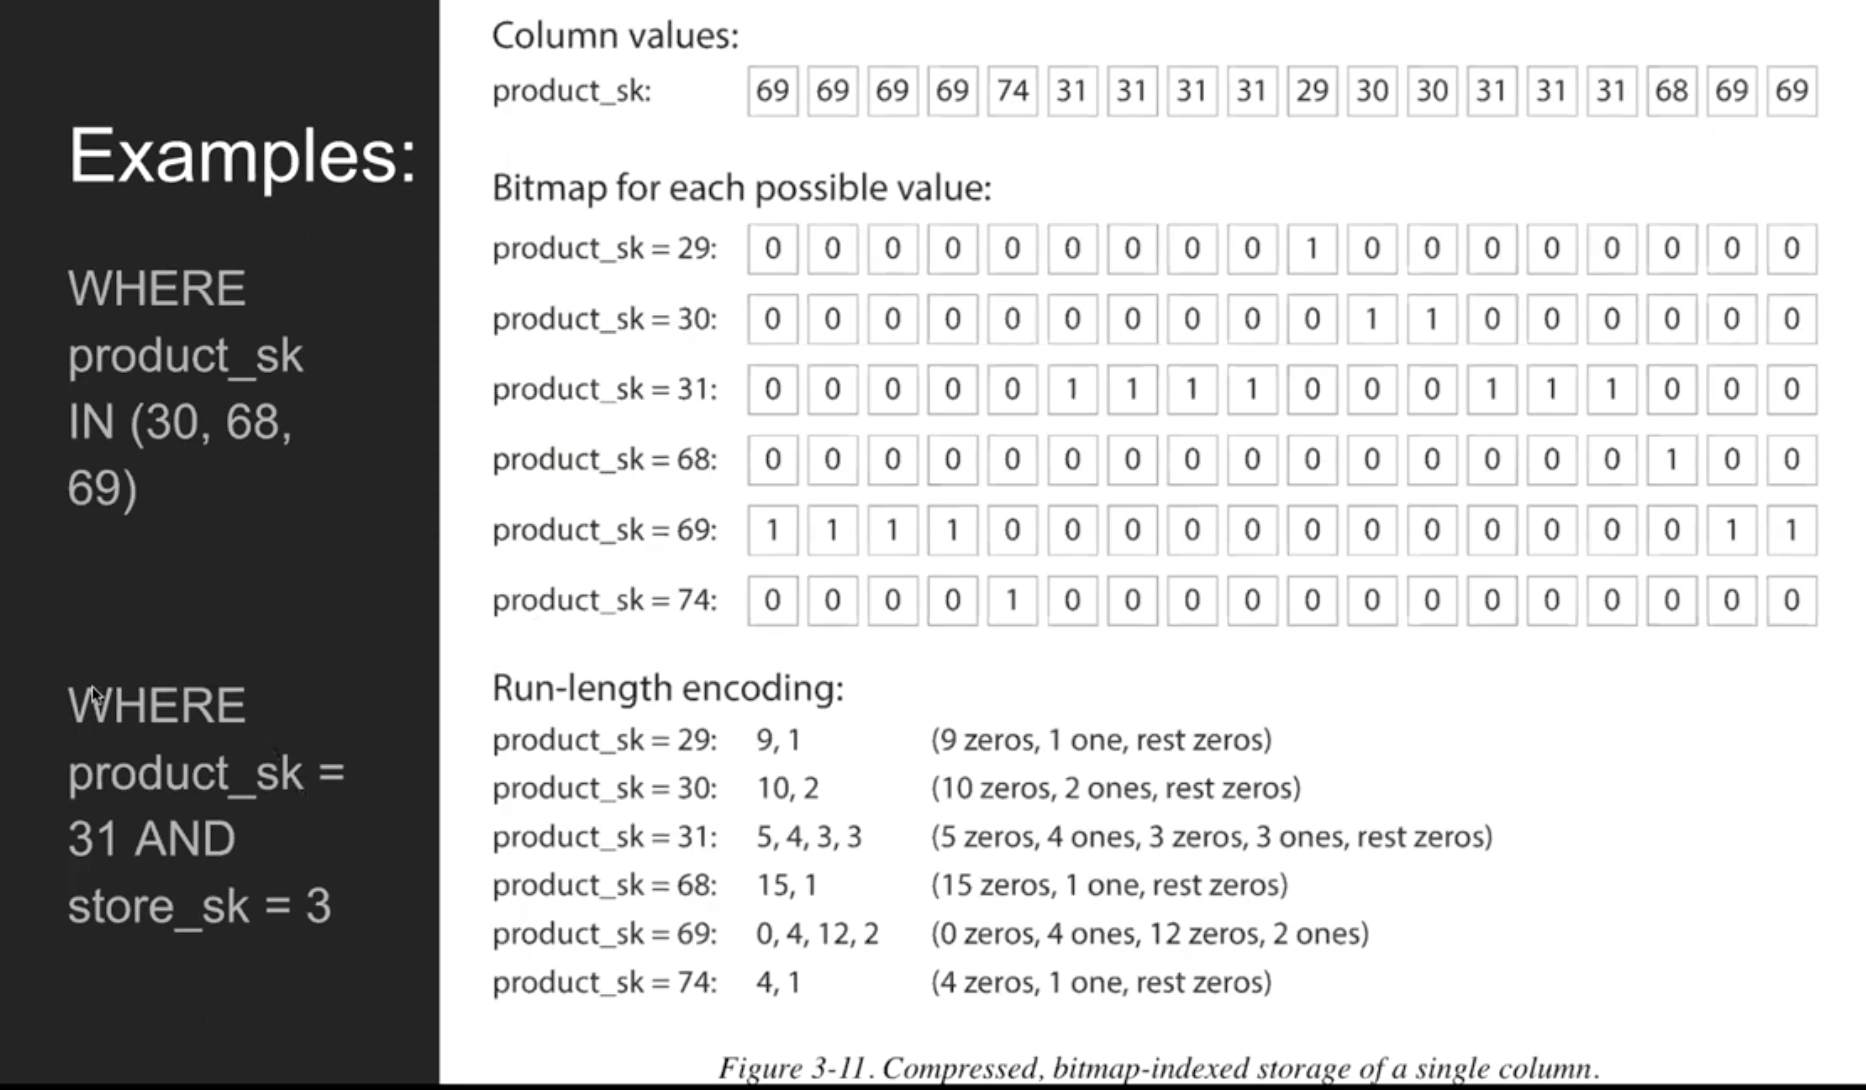 Examples:
WHERE
product_sk
IN (30, 68,
69)
WHERE
product_sk =
31 AND
store_sk = 3
Column values:
product_sk: 69 69 69 69 74 31 31 31 31 29 30 30 31 31 31 68 69 69
Bitmap for each possible value:
product_sk = 29: 0 0 0 0 0 0 0 0 0 1 0 0 0 0 0 0 0 0
product_sk = 30: 0 0 0 0 0 0 0 0 0 0 1 1 0 0 0 0 0 0
product_sk = 31: 0 0 0 0 0 1 1 1 1 0 0 0 1 1 1 0 0 0
product_sk = 68: 0 0 0 0 0 0 0 0 0 0 0 0 0 0 0 1 0 0
product_sk = 69: 1 1 1 1 0 0 0 0 0 0 0 0 0 0 0 0 1 1
product_sk = 74: 0 0 0 0 1 0 0 0 0 0 0 0 0 0 0 0 0 0
Run-length encoding:
product_sk = 29: 9, 1 (9 zeros, 1 one, rest zeros)
product_sk = 30: 10, 2 (10 zeros, 2 ones, rest zeros)
product_sk = 31: 5, 4, 3, 3 (5 zeros, 4 ones, 3 zeros, 3 ones, rest zeros)
product_sk = 68: 15, 1 (15 zeros, 1 one, rest zeros)
product_sk = 69: 0, 4, 12, 2 (0 zeros, 4 ones, 12 zeros, 2 ones)
product_sk = 74: 4, 1 (4 zeros, 1 one, rest zeros)
Figure 3-11. Compressed, bitmap-indexed storage of a single column.